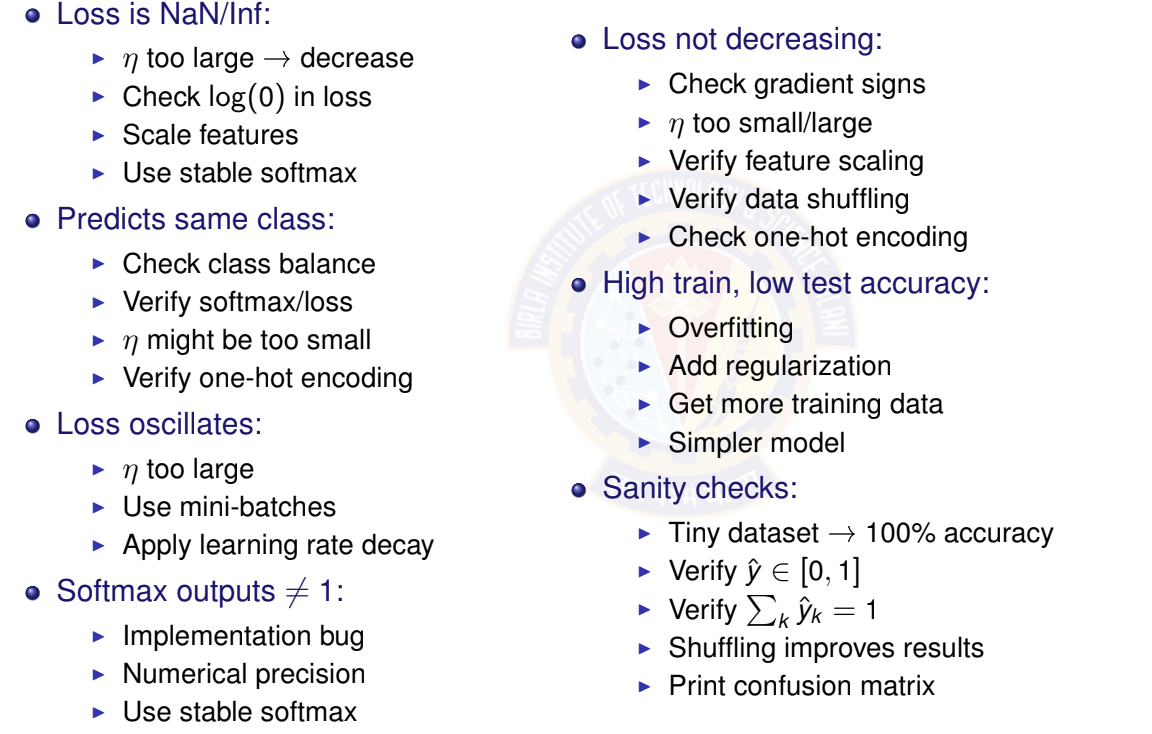 Loss is NaN/Inf:
η too large → decrease
Check log(0) in loss
Scale features
Use stable softmax
Predicts same class:
Check class balance
Verify softmax/loss
η might be too small
Verify one-hot encoding
Loss oscillates:
η too large
Use mini-batches
Apply learning rate decay
Softmax outputs ≠ 1:
Implementation bug
Numerical precision
Use stable softmax
Loss not decreasing:
Check gradient signs
η too small/large
Verify feature scaling
Verify data shuffling
Check one-hot encoding
High train, low test accuracy:
Overfitting
Add regularization
Get more training data
Simpler model
Sanity checks:
Tiny dataset → 100% accuracy
Verify ŷ ∈ [0, 1]
Verify ∑ₖ ŷₖ = 1
Shuffling improves results
Print confusion matrix